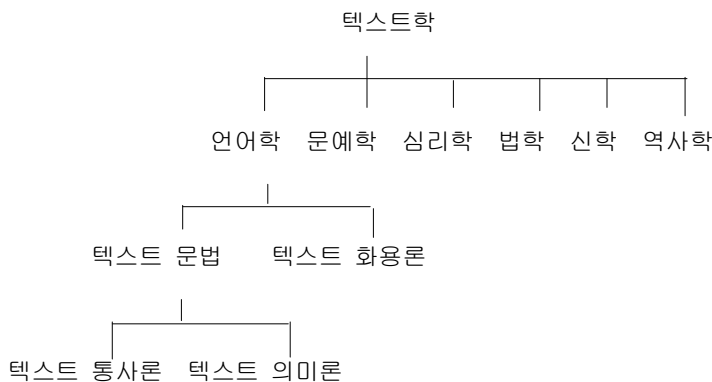 텍스트학
언어학 문예학 심리학 법학 신학 역사학
텍스트 문법 텍스트 화용론
텍스트 통사론 텍스트 의미론